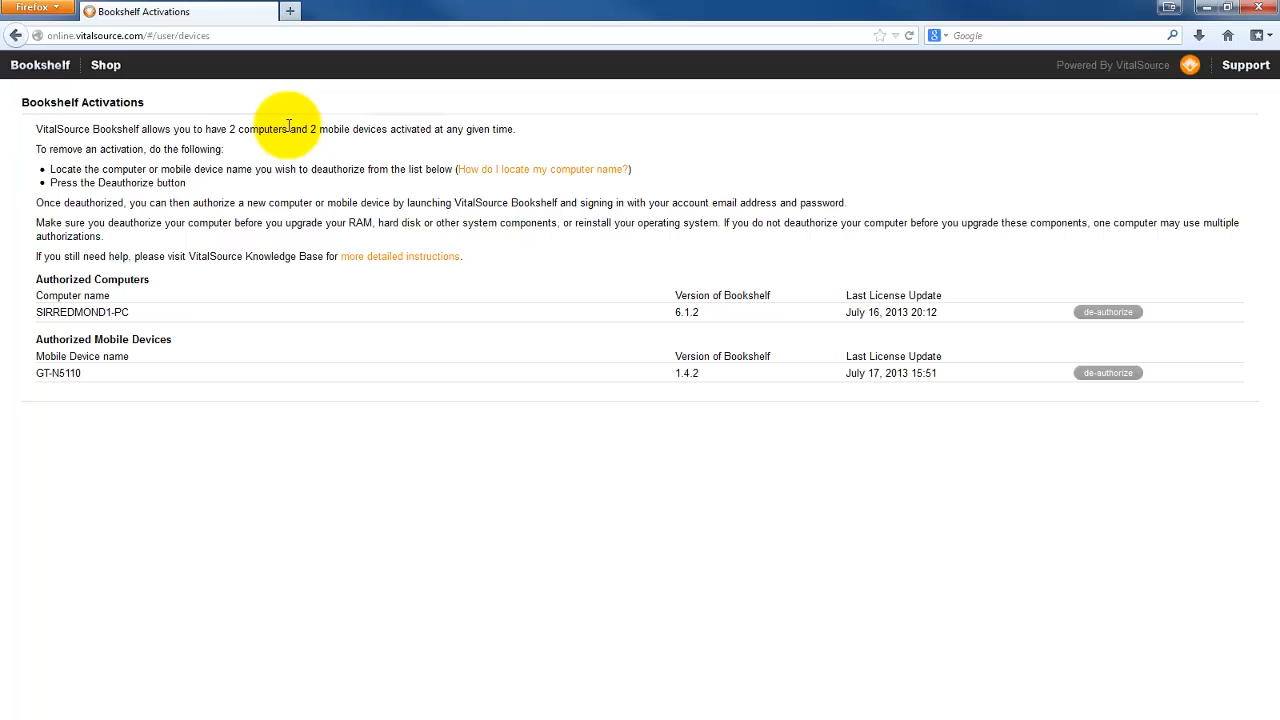 Firefox
Bookshelf Activations
online.vitalsource.com/#/user/devices
Google
Bookshelf
Shop
Powered By VitalSource
Support
Bookshelf Activations
VitalSource Bookshelf allows you to have 2 computers and 2 mobile devices activated at any given time.
To remove an activation, do the following:
Locate the computer or mobile device name you wish to deauthorize from the list below (How do I locate my computer name?)
Press the Deauthorize button
Once deauthorized, you can then authorize a new computer or mobile device by launching VitalSource Bookshelf and signing in with your account email address and password.
Make sure you deauthorize your computer before you upgrade your RAM, hard disk or other system components, or reinstall your operating system. If you do not deauthorize your computer before you upgrade these components, one computer may use multiple
authorizations.
If you still need help, please visit VitalSource Knowledge Base for more detailed instructions.
Authorized Computers
Computer name Version of Bookshelf Last License Update
SIRREDMOND1-PC 6.1.2 July 16, 2013 20:12 de-authorize
Authorized Mobile Devices
Mobile Device name Version of Bookshelf Last License Update
GT-N5110 1.4.2 July 17, 2013 15:51 de-authorize